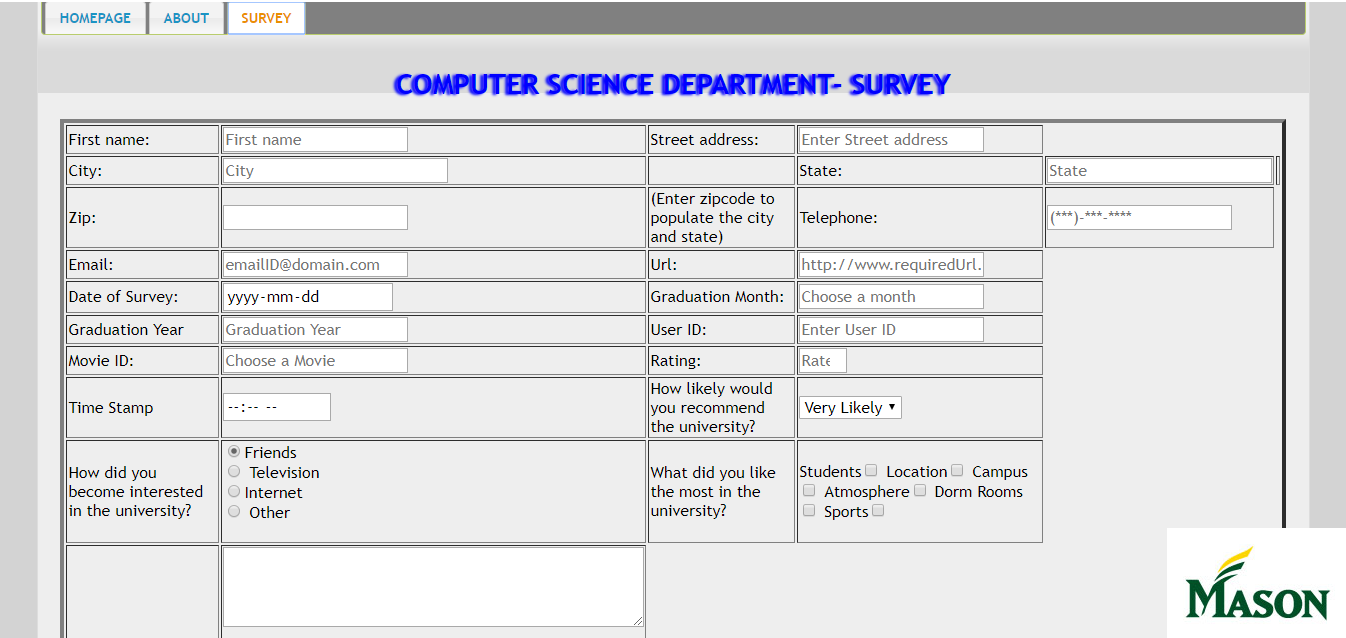 HOMEPAGE ABOUT SURVEY
COMPUTER SCIENCE DEPARTMENT- SURVEY
First name: First name Street address: Enter Street address
City: City State: State
Zip: (Enter zipcode to populate the city and state) Telephone: (***)-***-****
Email: emailID@domain.com Url: http://www.requiredUrl.
Date of Survey: yyyy-mm-dd Graduation Month: Choose a month
Graduation Year Graduation Year User ID: Enter User ID
Movie ID: Choose a Movie Rating: Rate
Time Stamp --:-- -- How likely would you recommend the university? Very Likely
How did you become interested in the university?
Friends
Television
Internet
Other
What did you like the most in the university?
Students Location Campus
Atmosphere Dorm Rooms
Sports
MASON